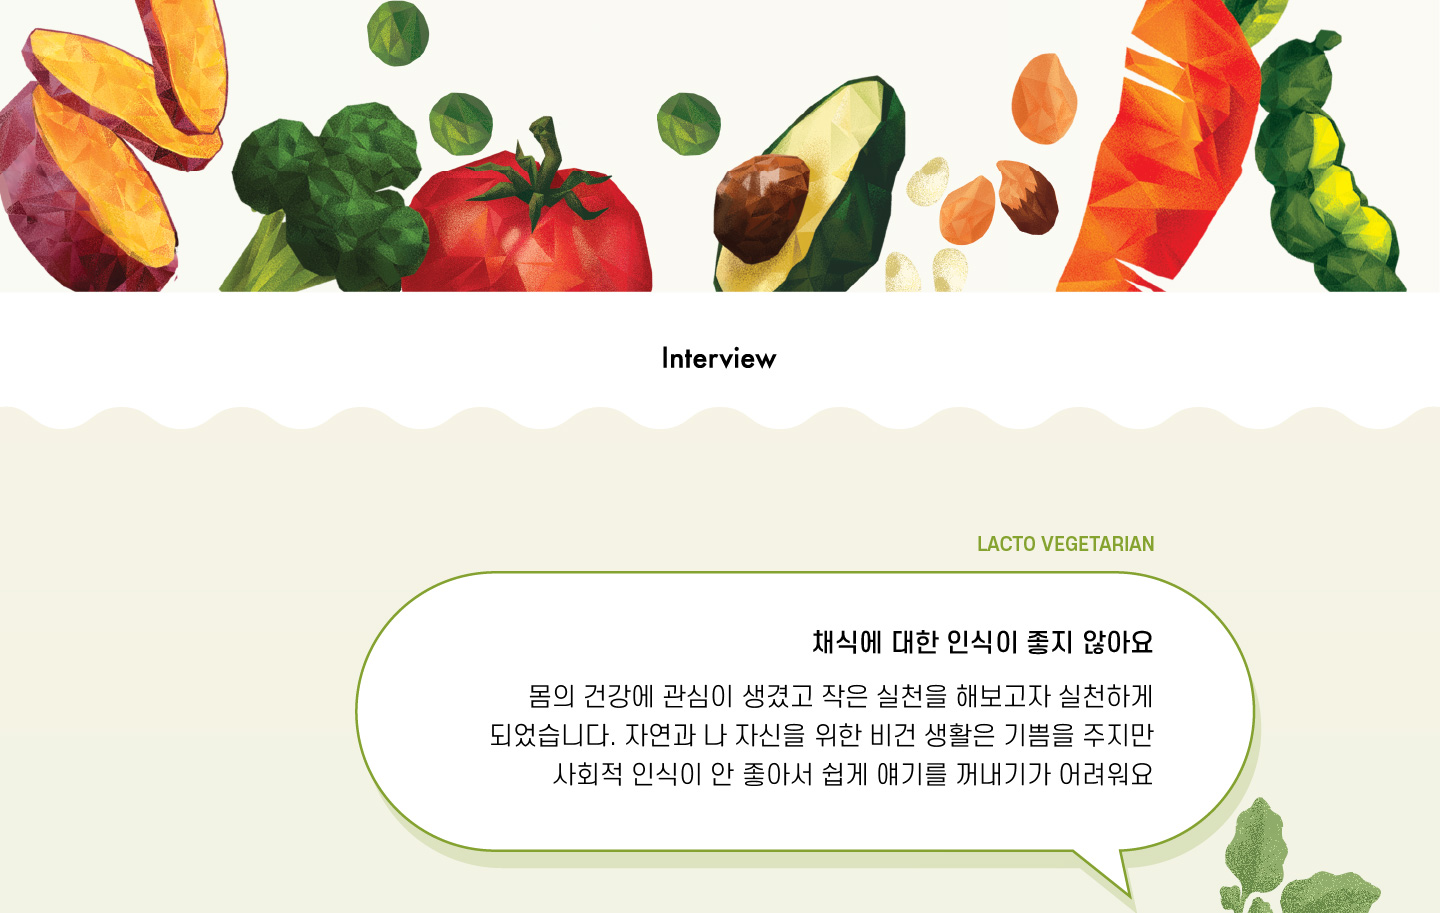 Interview
LACTO VEGETARIAN
채식에 대한 인식이 좋지 않아요
몸의 건강에 관심이 생겼고 작은 실천을 해보고자 실천하게
되었습니다. 자연과 나 자신을 위한 비건 생활은 기쁨을 주지만
사회적 인식이 안 좋아서 쉽게 얘기를 꺼내기가 어려워요